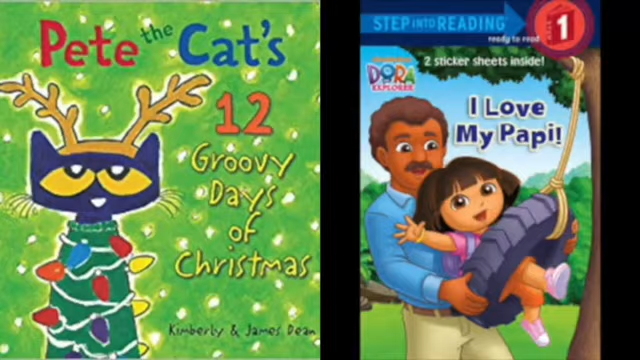 Pete the Cat's
12
Groovy
Days
of
Christmas
Kimberly & James Dean
STEP INTO READING
ready to read
1
2 sticker sheets inside!
DORA
EXPLORER
I Love
My Papi!